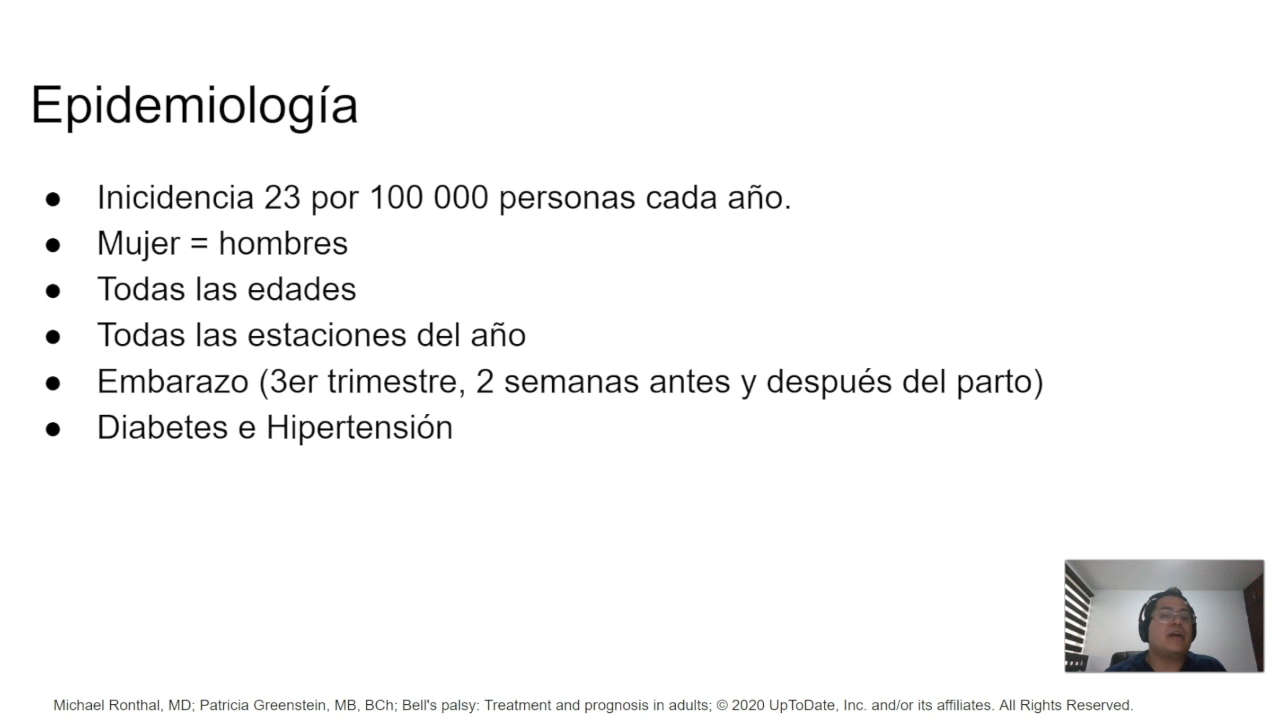 Epidemiología
● Inicidencia 23 por 100 000 personas cada año.
● Mujer = hombres
● Todas las edades
● Todas las estaciones del año
● Embarazo (3er trimestre, 2 semanas antes y después del parto)
● Diabetes e Hipertensión
Michael Ronthal, MD; Patricia Greenstein, MB, BCh; Bell's palsy: Treatment and prognosis in adults; © 2020 UpToDate, Inc. and/or its affiliates. All Rights Reserved.